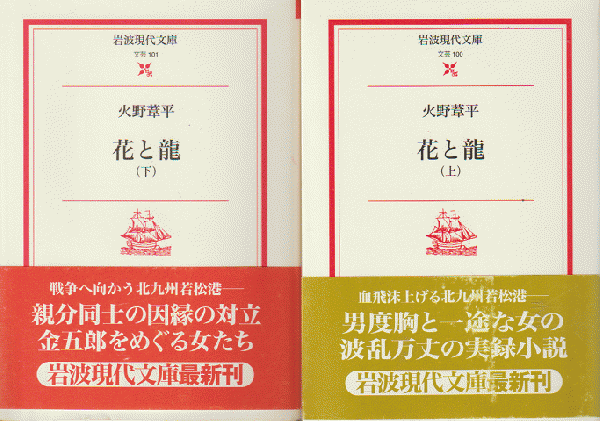 岩波現代文庫
文芸 101
火野葦平
花と龍
(下)
戦争へ向かう北九州若松港──
親分同士の因縁の対立
金五郎をめぐる女たち
岩波現代文庫最新刊
岩波現代文庫
文芸 100
火野葦平
花と龍
(上)
血飛沫上げる北九州若松港──
男度胸と一途な女の
波乱万丈の実録小説
岩波現代文庫最新刊